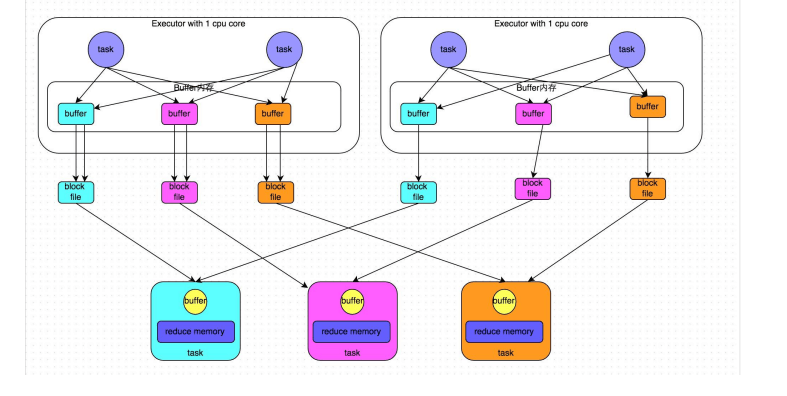 Executor with 1 cpu core
Executor with 1 cpu core
task
task
task
task
Buffer内存
Buffer内存
buffer
buffer
buffer
buffer
buffer
buffer
block
file
block
file
block
file
block
file
block
file
block
file
buffer
buffer
buffer
reduce memory
reduce memory
reduce memory
task
task
task